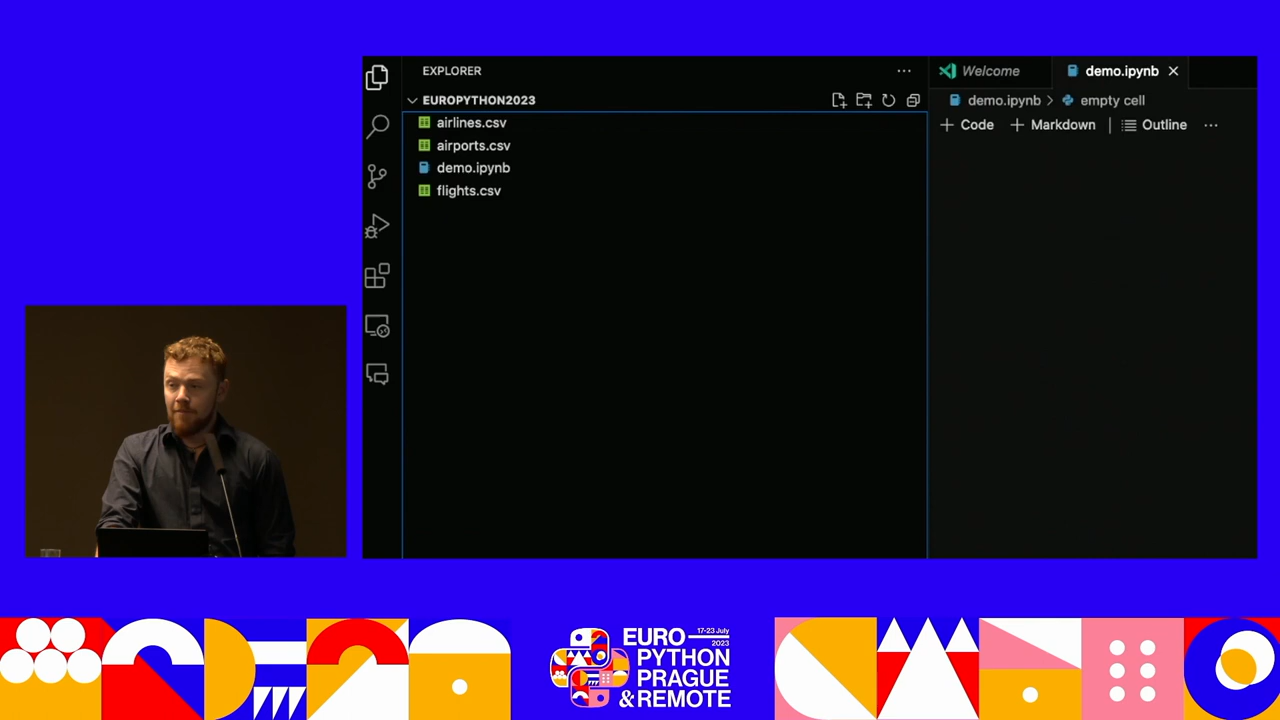 EXPLORER
EUROPYTHON2023
airlines.csv
airports.csv
demo.ipynb
flights.csv
Welcome
demo.ipynb
demo.ipynb > empty cell
+ Code + Markdown | Outline ...
17-23 July
2023
EURO
PYTHON
PRAGUE
& REMOTE